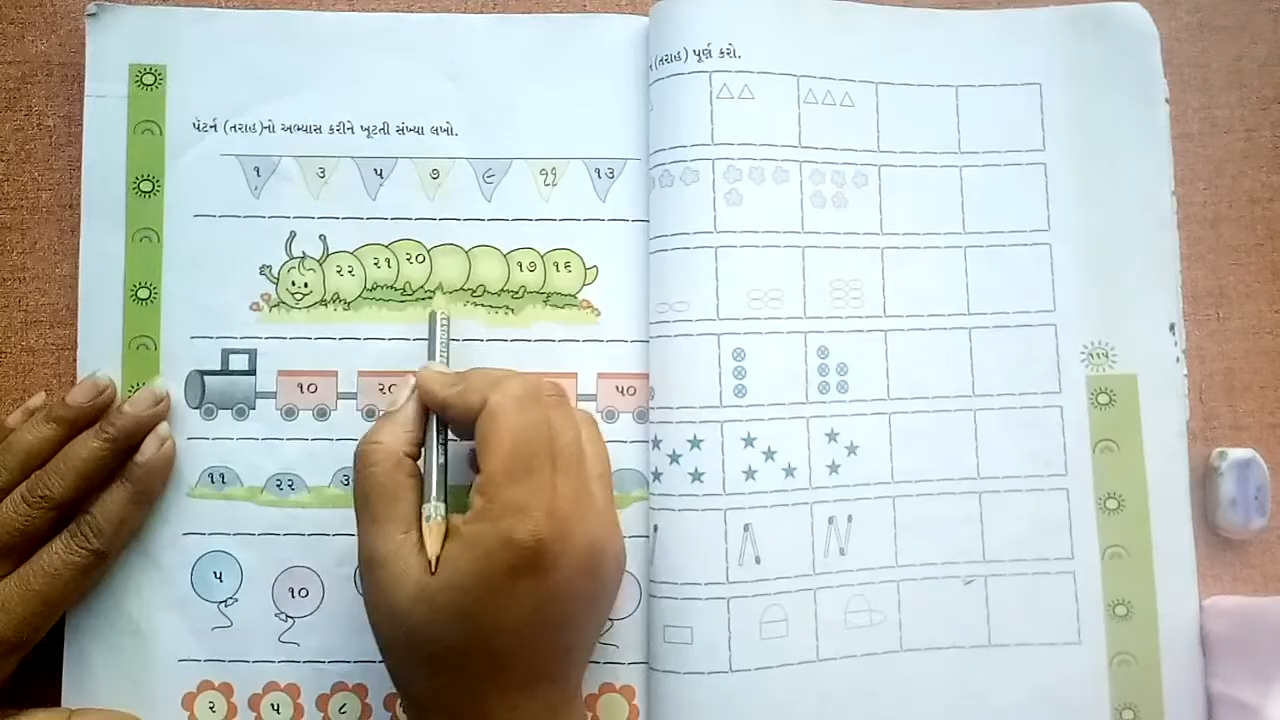 પૅટર્ન (તરાહ)નો અભ્યાસ કરીને ખૂટતી સંખ્યા લખો.
૧ ૩ ૫ ૭ ૯ ૧૧ ૧૩
૨૨ ૨૧ ૨૦ ૧૭ ૧૬
૧૦ ૨૦ ૫૦
૧૧ ૨૨ ૩
૫ ૧૦
૨ ૫ ૮
(તરાહ) પૂર્ણ કરો.
૧૧૫